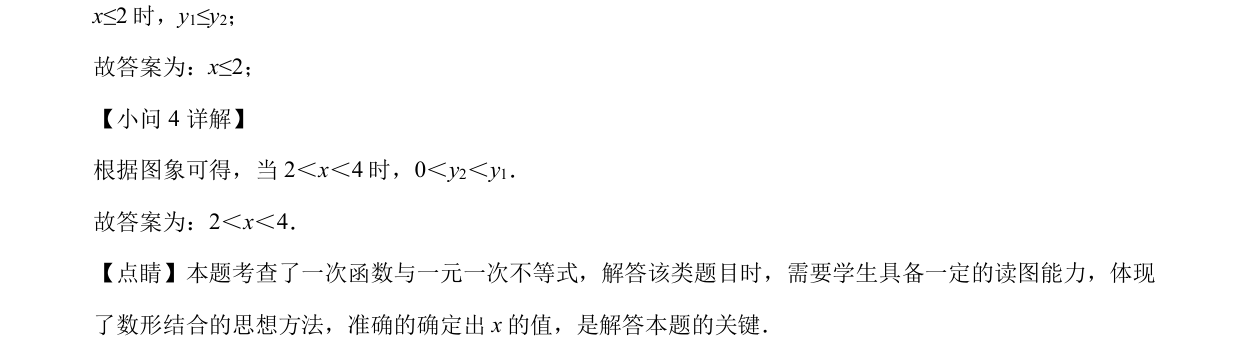 x≤2 时，y₁≤y₂；
故答案为：x≤2；
【小问 4 详解】
根据图象可得，当 2＜x＜4 时，0＜y₂＜y₁．
故答案为：2＜x＜4．
【点睛】本题考查了一次函数与一元一次不等式，解答该类题目时，需要学生具备一定的读图能力，体现
了数形结合的思想方法，准确的确定出 x 的值，是解答本题的关键．